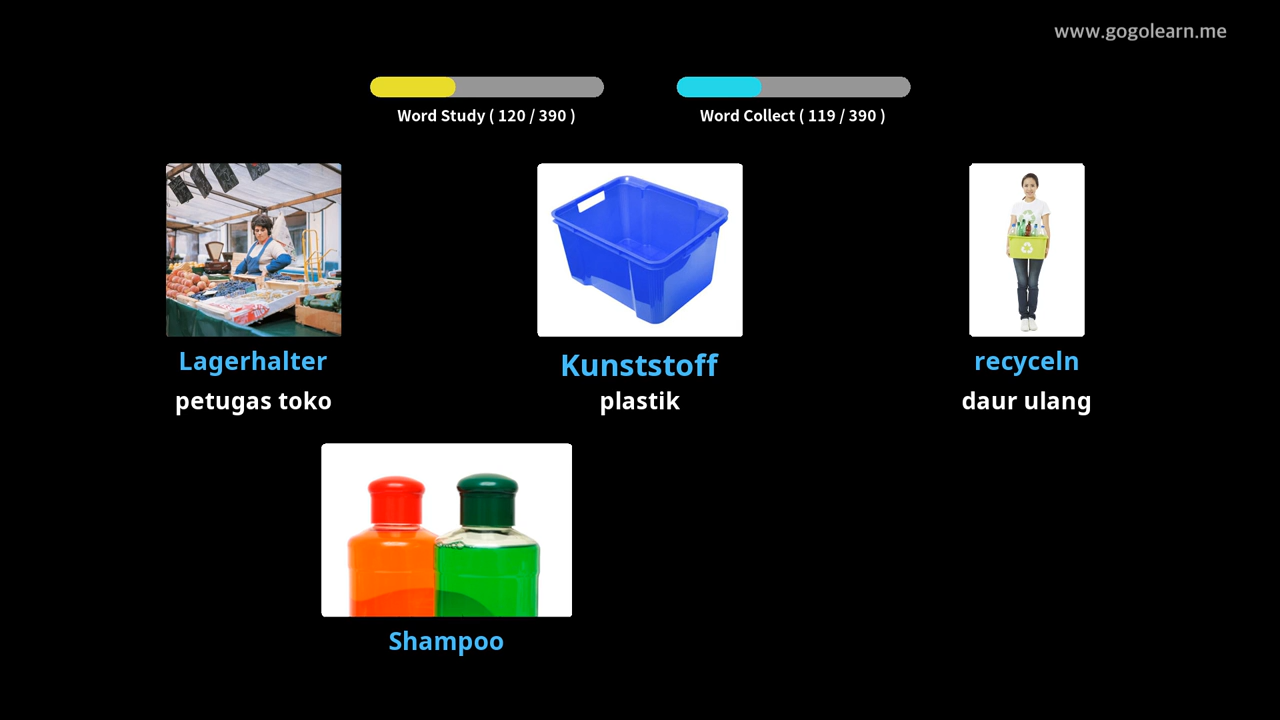 www.gogolearn.me
Word Study ( 120 / 390 )
Word Collect ( 119 / 390 )
Lagerhalter
petugas toko
Kunststoff
plastik
recyceln
daur ulang
Shampoo